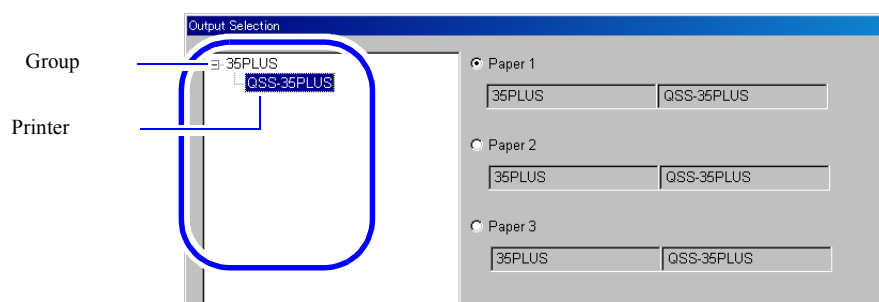 Output Selection
Group
35PLUS
Paper 1
QSS-35PLUS
35PLUS QSS-35PLUS
Printer
Paper 2
35PLUS QSS-35PLUS
Paper 3
35PLUS QSS-35PLUS